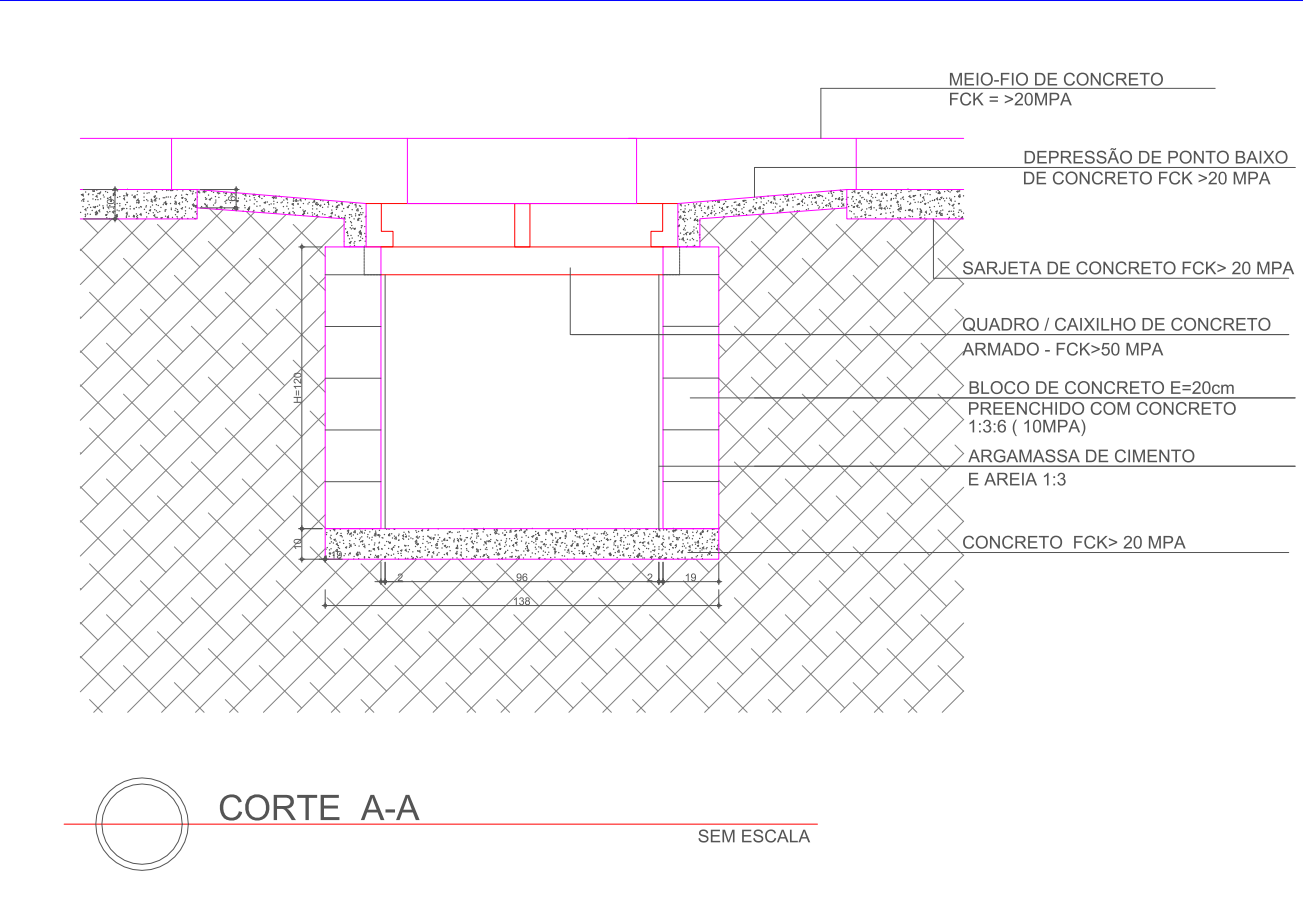 MEIO-FIO DE CONCRETO
FCK = >20MPA
DEPRESSÃO DE PONTO BAIXO
DE CONCRETO FCK >20 MPA
SARJETA DE CONCRETO FCK> 20 MPA
QUADRO / CAIXILHO DE CONCRETO
ARMADO - FCK>50 MPA
H=120
BLOCO DE CONCRETO E=20cm
PREENCHIDO COM CONCRETO
1:3:6 ( 10MPA)
ARGAMASSA DE CIMENTO
E AREIA 1:3
10
CONCRETO  FCK> 20 MPA
2
96
2
19
138
CORTE  A-A
SEM ESCALA